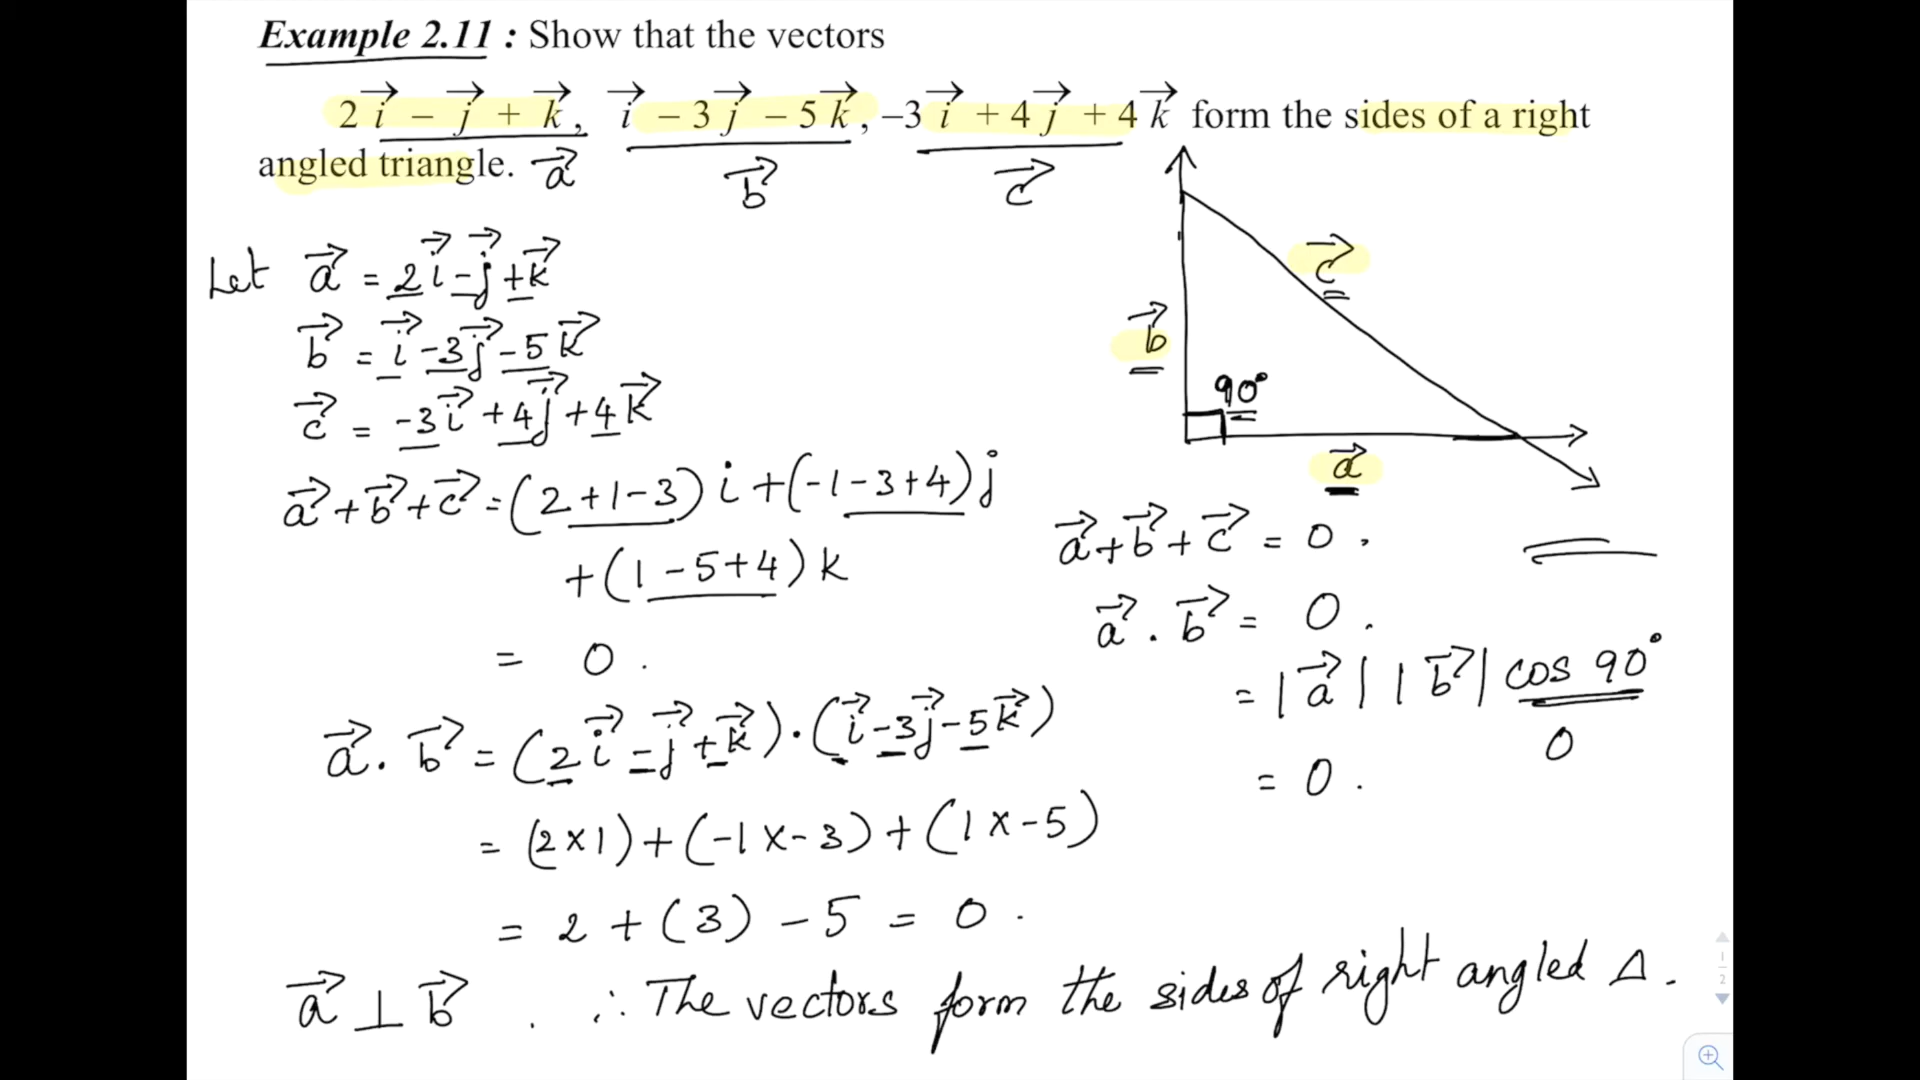 Example 2.11 : Show that the vectors
2i⃗ – j⃗ + k⃗, i⃗ – 3j⃗ – 5k⃗, –3i⃗ + 4j⃗ + 4k⃗ form the sides of a right
angled triangle. a⃗
b⃗
c⃗
Let a⃗ = 2i⃗ - j⃗ + k⃗
b⃗ = i⃗ - 3j⃗ - 5k⃗
c⃗ = -3i⃗ + 4j⃗ + 4k⃗
a⃗ + b⃗ + c⃗ = (2+1-3) i + (-1-3+4) j
+ (1-5+4) k
= 0 .
a⃗ . b⃗ = (2i⃗ - j⃗ + k⃗) . (i⃗ - 3j⃗ - 5k⃗)
= (2×1) + (-1×-3) + (1×-5)
= 2 + (3) - 5 = 0 .
a⃗ ⊥ b⃗ . ∴ The vectors form the sides of right angled Δ .
c⃗
b⃗
90°
a⃗
a⃗ + b⃗ + c⃗ = 0 .
a⃗ . b⃗ = 0 .
= |a⃗| |b⃗| cos 90°
0
= 0 .
1
2